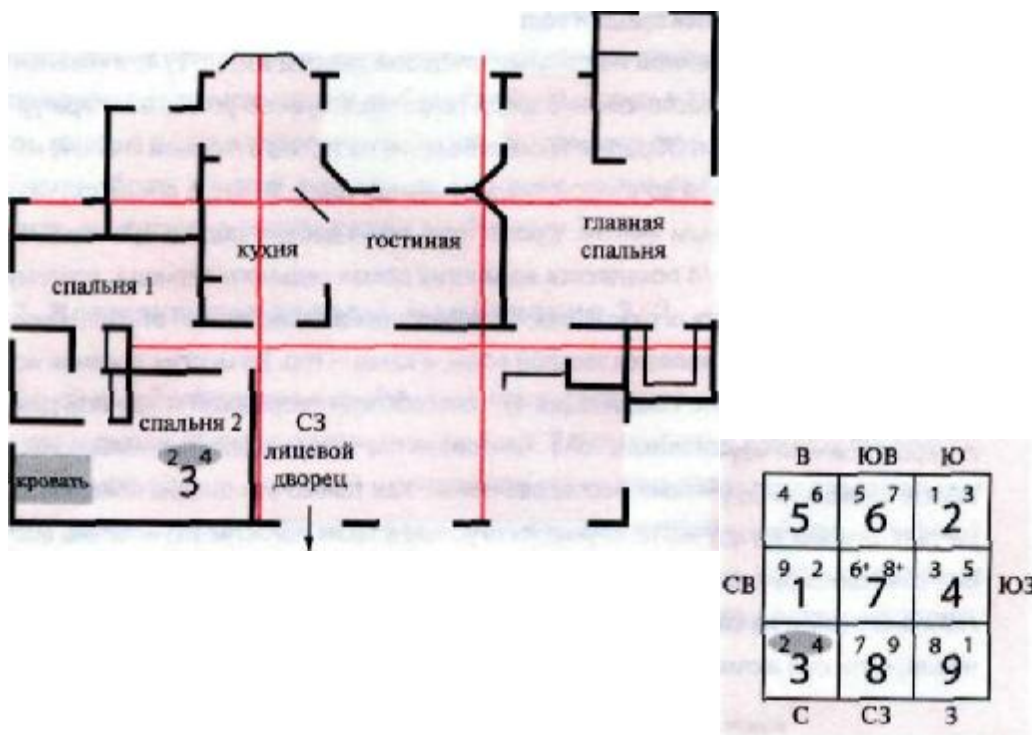 главная
спальня
гостиная
кухня
спальня 1
спальня 2
СЗ
лицевой
дворец
2 4
3
кровать
В ЮВ Ю
4 6 5 7 1 3
5 6 2
СВ 9 2 6+ 8+ 3 5 ЮЗ
1 7 4
2 4 7 9 8 1
3 8 9
С СЗ З